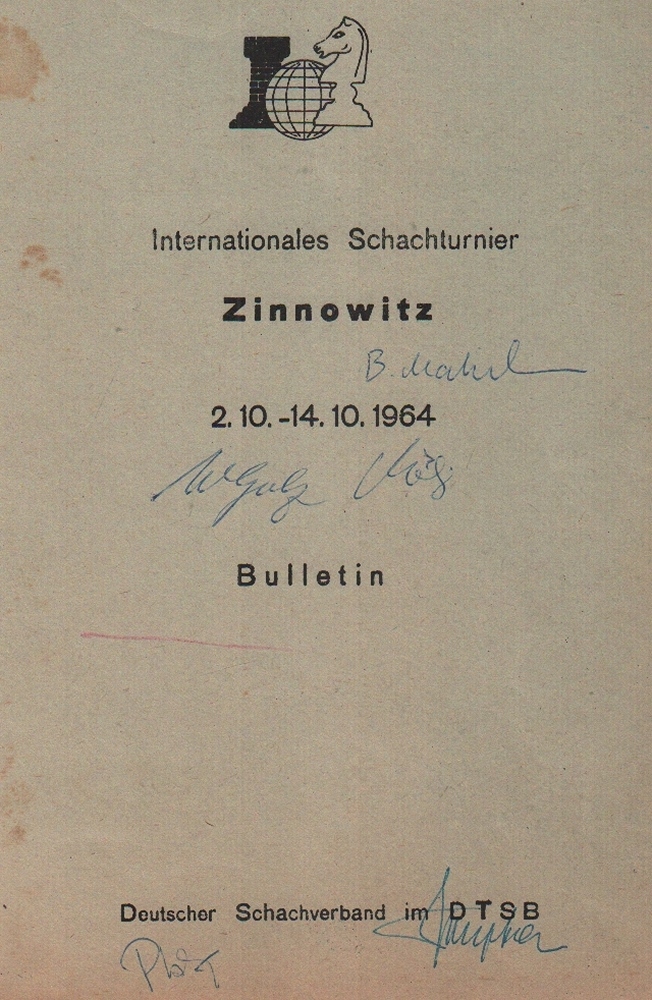 Internationales Schachturnier
Zinnowitz
2. 10. -14. 10. 1964
Bulletin
Deutscher Schachverband im DTSB